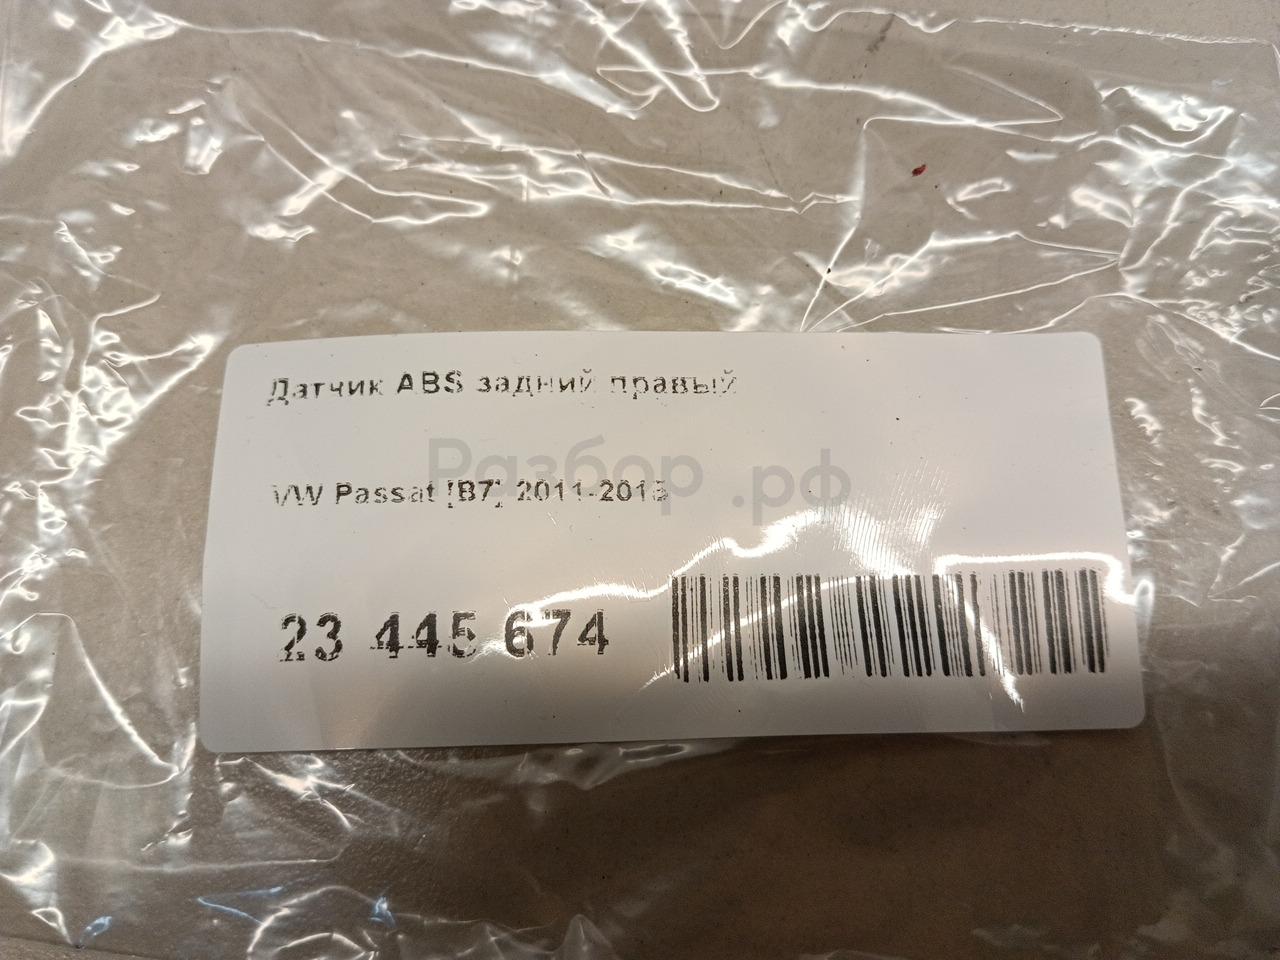 Датчик ABS задний правый
Разбор.рф
VW Passat [B7] 2011-2015
23 445 674